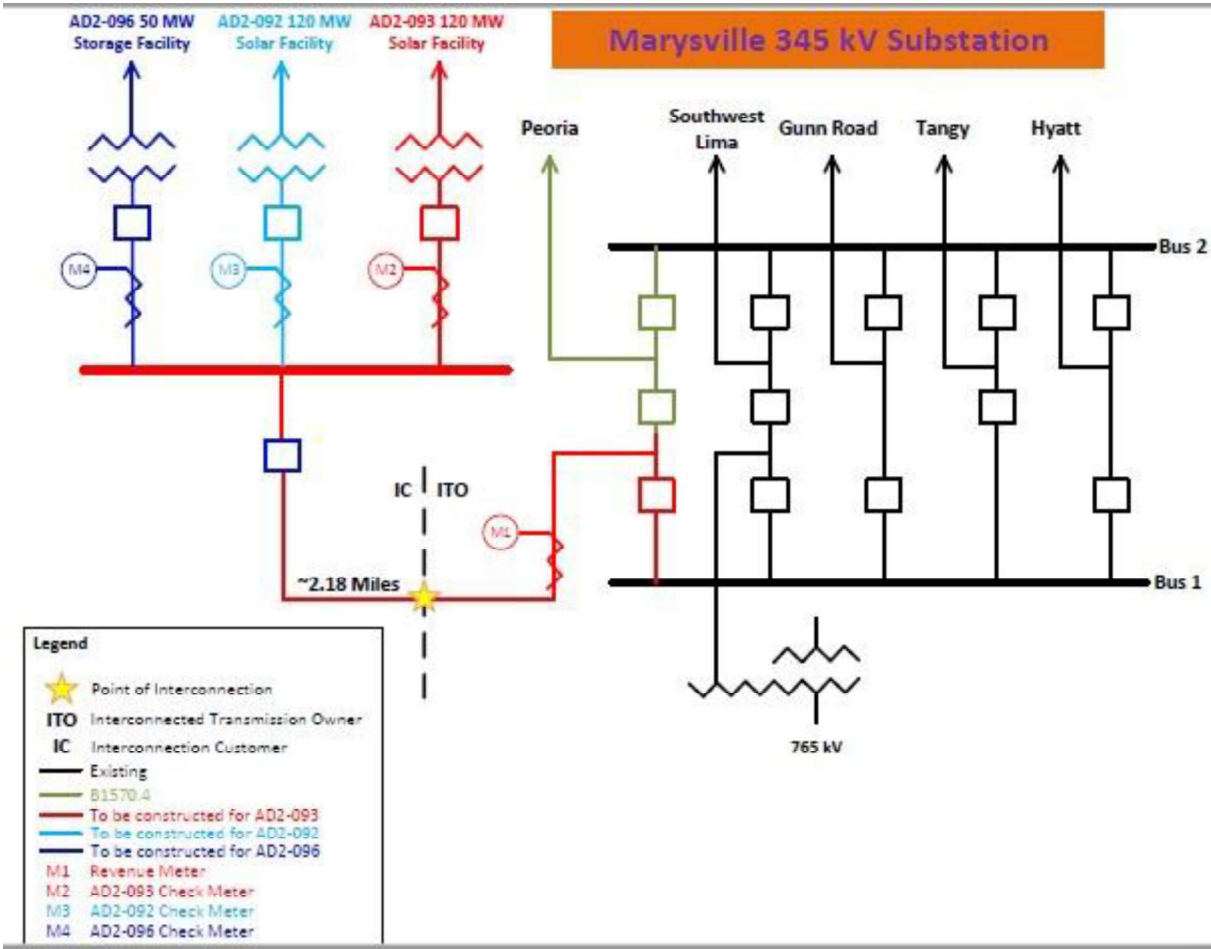 AD2-096 50 MW
Storage Facility
AD2-092 120 MW
Solar Facility
AD2-093 120 MW
Solar Facility
Marysville 345 kV Substation
Peoria
Southwest
Lima
Gunn Road
Tangy
Hyatt
Bus 2
M4
M3
M2
IC
ITO
M1
~2.18 Miles
Bus 1
765 kV
Legend
Point of Interconnection
ITO Interconnected Transmission Owner
IC Interconnection Customer
Existing
B1570.4
To be constructed for AD2-093
To be constructed for AD2-092
To be constructed for AD2-096
M1 Revenue Meter
M2 AD2-093 Check Meter
M3 AD2-092 Check Meter
M4 AD2-096 Check Meter